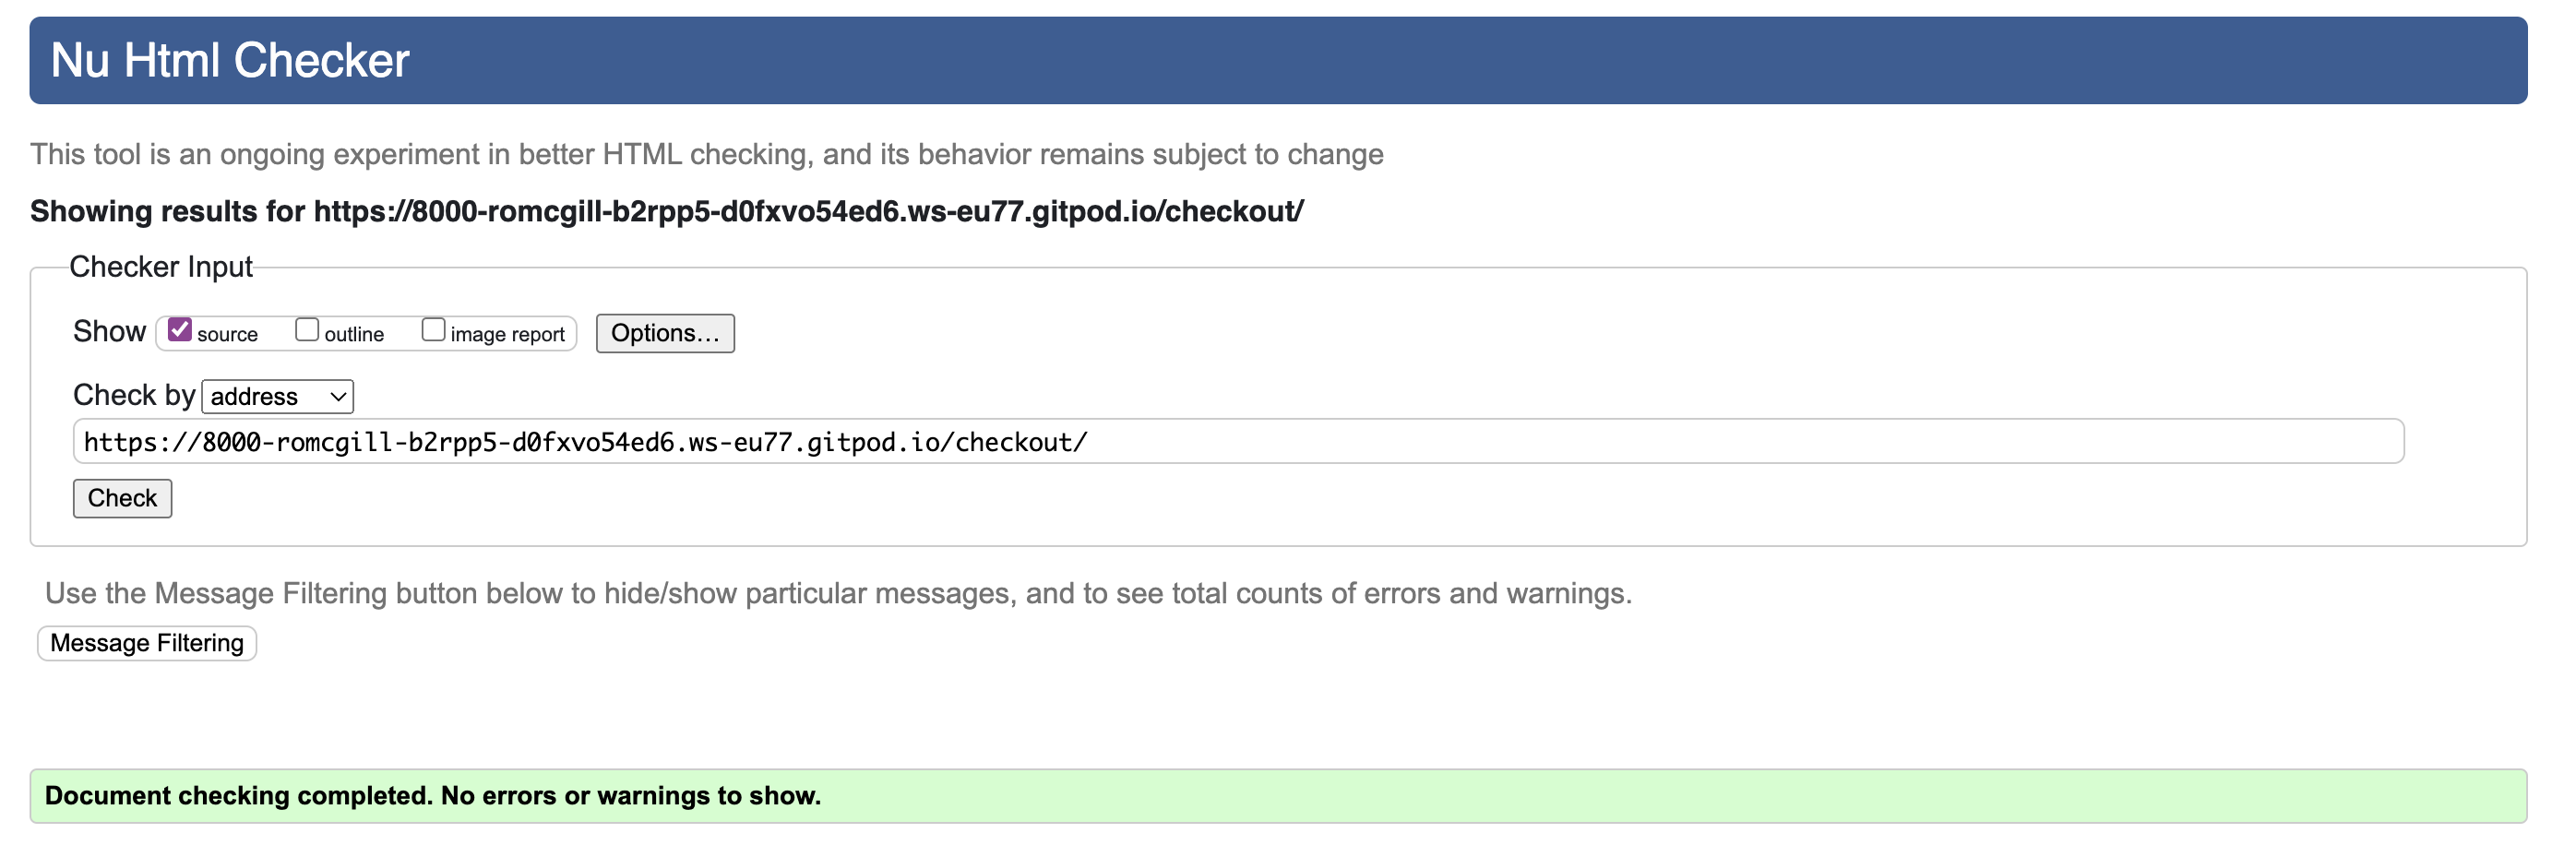 Nu Html Checker
This tool is an ongoing experiment in better HTML checking, and its behavior remains subject to change
Showing results for https://8000-romcgill-b2rpp5-d0fxvo54ed6.ws-eu77.gitpod.io/checkout/
Checker Input
Show source outline image report Options...
Check by address
https://8000-romcgill-b2rpp5-d0fxvo54ed6.ws-eu77.gitpod.io/checkout/
Check
Use the Message Filtering button below to hide/show particular messages, and to see total counts of errors and warnings.
Message Filtering
Document checking completed. No errors or warnings to show.